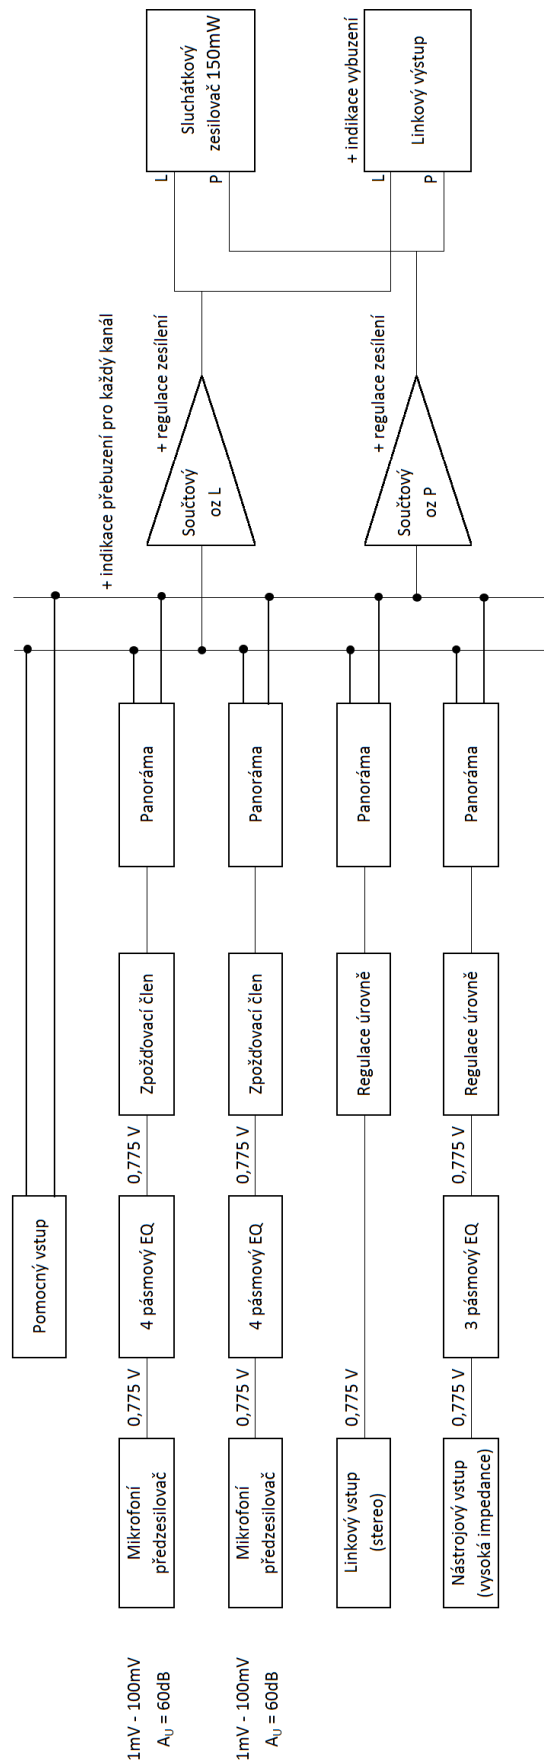 Pomocný vstup
1mV - 100mV
A_U = 60dB
Mikrofoní
předzesilovač
0,775 V
4 pásmový EQ
0,775 V
Zpožďovací člen
Panoráma
1mV - 100mV
A_U = 60dB
Mikrofoní
předzesilovač
0,775 V
4 pásmový EQ
0,775 V
Zpožďovací člen
Panoráma
Linkový vstup
(stereo)
0,775 V
Regulace úrovně
Panoráma
Nástrojový vstup
(vysoká impedance)
0,775 V
3 pásmový EQ
0,775 V
Regulace úrovně
Panoráma
+ indikace přebuzení pro každý kanál
+ regulace zesílení
Součtový
oz L
+ regulace zesílení
Součtový
oz P
L
P
Sluchátkový
zesilovač 150mW
+ indikace vybuzení
L
P
Linkový výstup